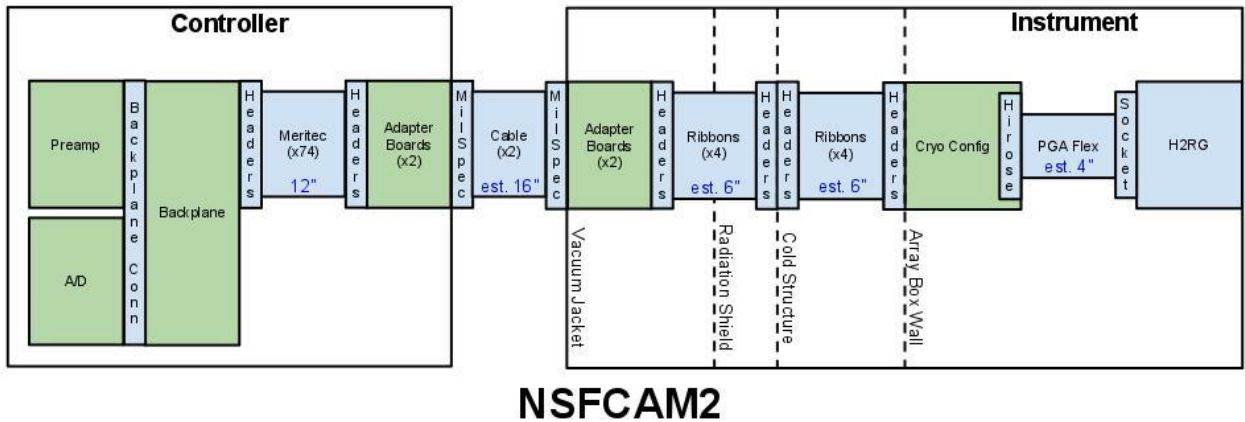 Controller
Instrument
Preamp
A/D
Backplane Conn
Backplane
Headers
Meritec
(x74)
12"
Headers
Adapter
Boards
(x2)
MilSpec
Cable
(x2)
est. 16"
MilSpec
Adapter
Boards
(x2)
Headers
Ribbons
(x4)
est. 6"
Headers
Headers
Ribbons
(x4)
est. 6"
Headers
Cryo Config
Hirose
PGA Flex
est. 4"
Socket
H2RG
Vacuum Jacket
Radiation Shield
Cold Structure
Array Box Wall
NSFCAM2